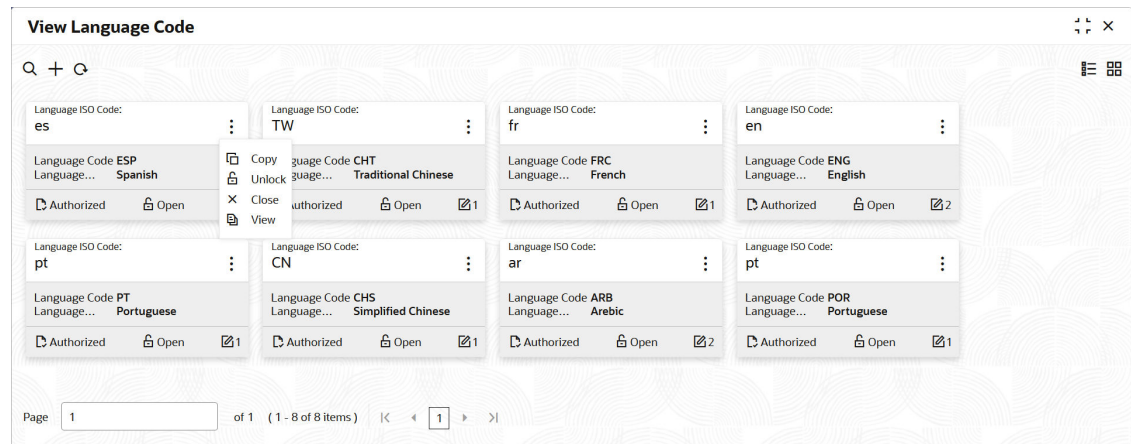 View Language Code
Language ISO Code:
es
Language Code ESP
Language... Spanish
Authorized Open
Copy
Unlock
Close
View
Language ISO Code:
TW
guage Code CHT
guage... Traditional Chinese
uthorized Open 1
Language ISO Code:
fr
Language Code FRC
Language... French
Authorized Open 1
Language ISO Code:
en
Language Code ENG
Language... English
Authorized Open 2
Language ISO Code:
pt
Language Code PT
Language... Portuguese
Authorized Open 1
Language ISO Code:
CN
Language Code CHS
Language... Simplified Chinese
Authorized Open 1
Language ISO Code:
ar
Language Code ARB
Language... Arebic
Authorized Open 2
Language ISO Code:
pt
Language Code POR
Language... Portuguese
Authorized Open 1
Page 1 of 1 ( 1 - 8 of 8 items ) 1